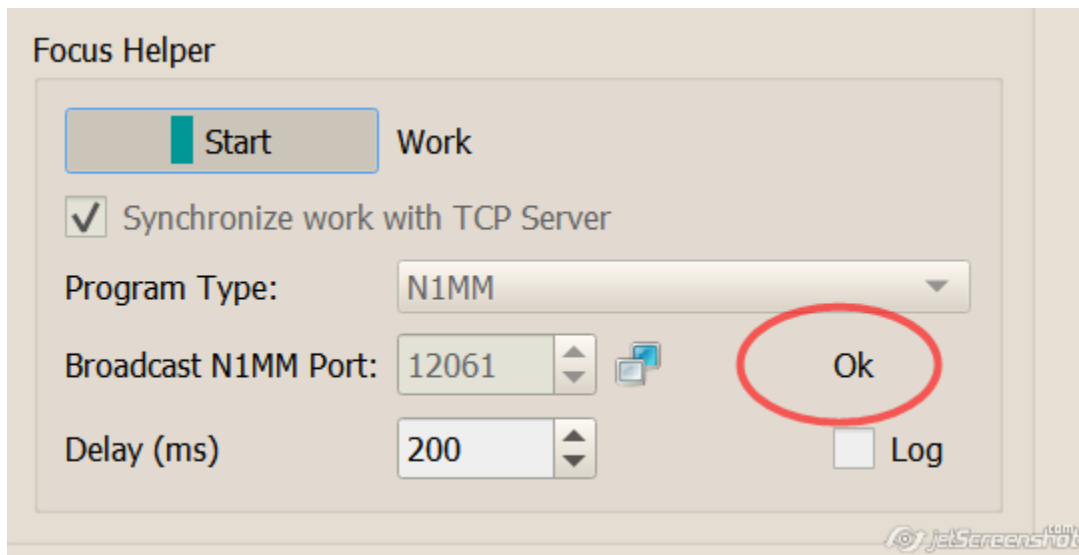 Focus Helper
Start Work
Synchronize work with TCP Server
Program Type: N1MM
Broadcast N1MM Port: 12061 Ok
Delay (ms) 200 Log
jetScreenshot
.com